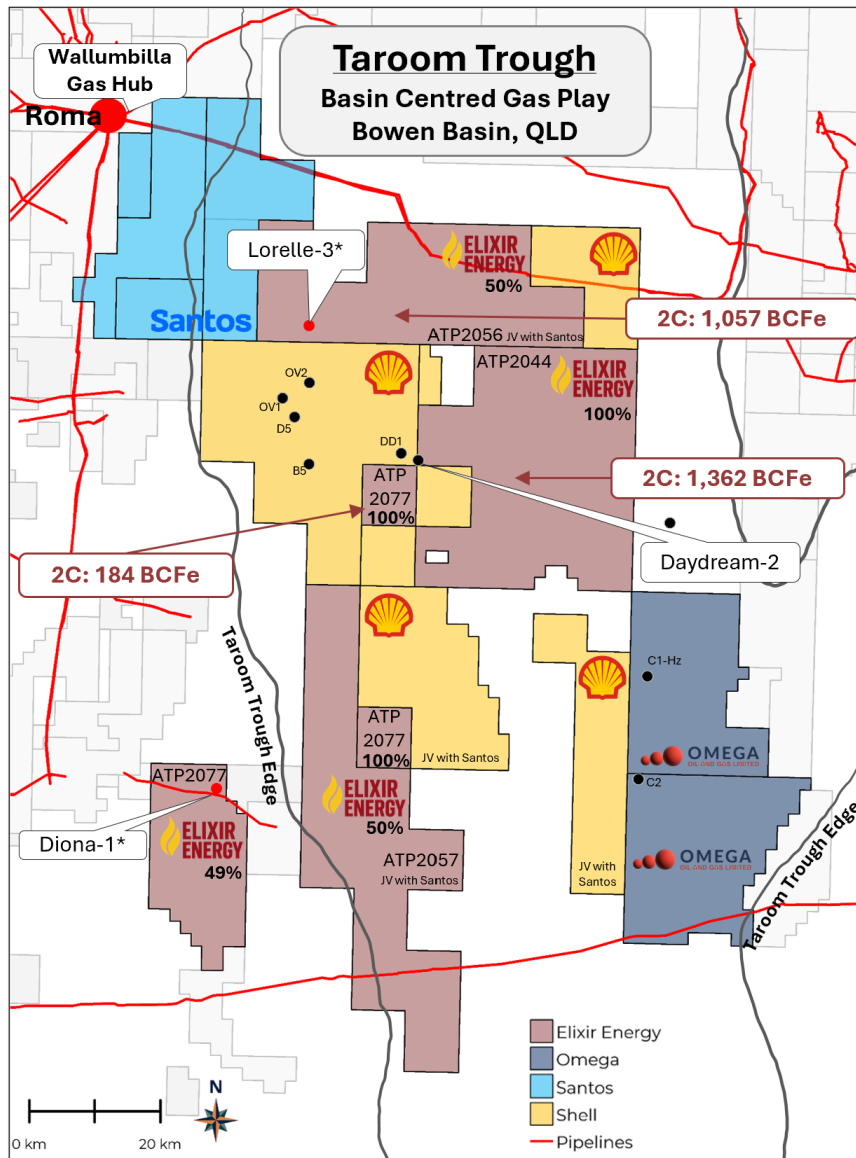 Taroom Trough
Basin Centred Gas Play
Bowen Basin, QLD
Wallumbilla
Gas Hub
Roma
Lorelle-3*
ELIXIR
ENERGY
50%
Santos
ATP2056 JV with Santos
2C: 1,057 BCFe
ATP2044
ELIXIR
ENERGY
100%
OV2
OV1
D5
B5
DD1
ATP
2077
100%
2C: 1,362 BCFe
Daydream-2
2C: 184 BCFe
Taroom Trough Edge
C1-Hz
ATP
2077
100%
JV with Santos
OMEGA
OIL AND GAS LIMITED
C2
ATP2077
Diona-1*
ELIXIR
ENERGY
49%
ELIXIR
ENERGY
50%
ATP2057
JV with Santos
JV with
Santos
OMEGA
OIL AND GAS LIMITED
Taroom Trough Edge
Elixir Energy
Omega
Santos
Shell
Pipelines
N
0 km
20 km